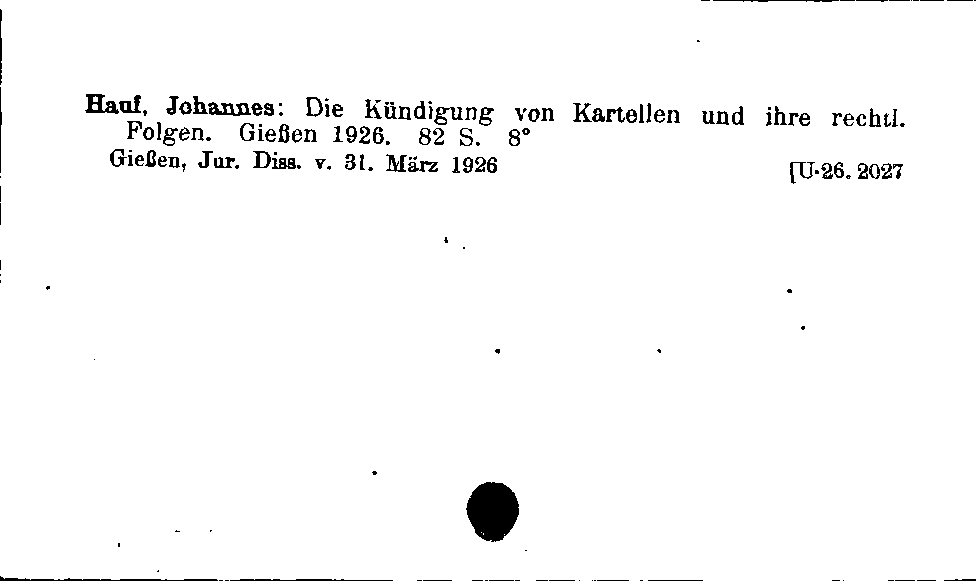 Hauf, Johannes: Die Kündigung von Kartellen und ihre rechtl.
Folgen. Gießen 1926. 82 S. 8°
Gießen, Jur. Diss. v. 31. März 1926 [U·26. 2027